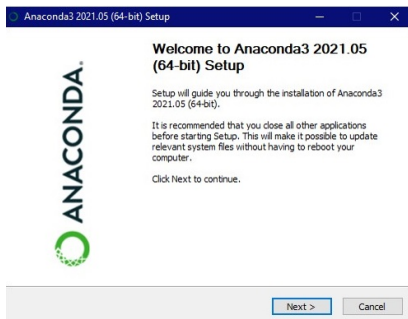 Anaconda3 2021.05 (64-bit) Setup
ANACONDA.
Welcome to Anaconda3 2021.05
(64-bit) Setup
Setup will guide you through the installation of Anaconda3
2021.05 (64-bit).
It is recommended that you close all other applications
before starting Setup. This will make it possible to update
relevant system files without having to reboot your
computer.
Click Next to continue.
Next >
Cancel